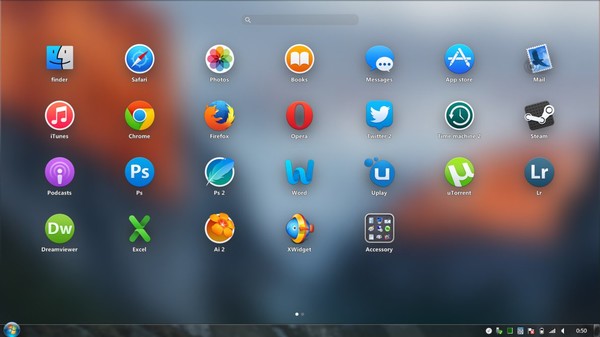 finder Safari Photos Books Messages App store Mail
iTunes Chrome Firefox Opera Twitter 2 Time machine 2 Steam
Podcasts Ps Ps 2 Word Uplay uTorrent Lr
Ps Lr
Dw
Dreamviewer Excel Ai 2 XWidget Accessory
0:50